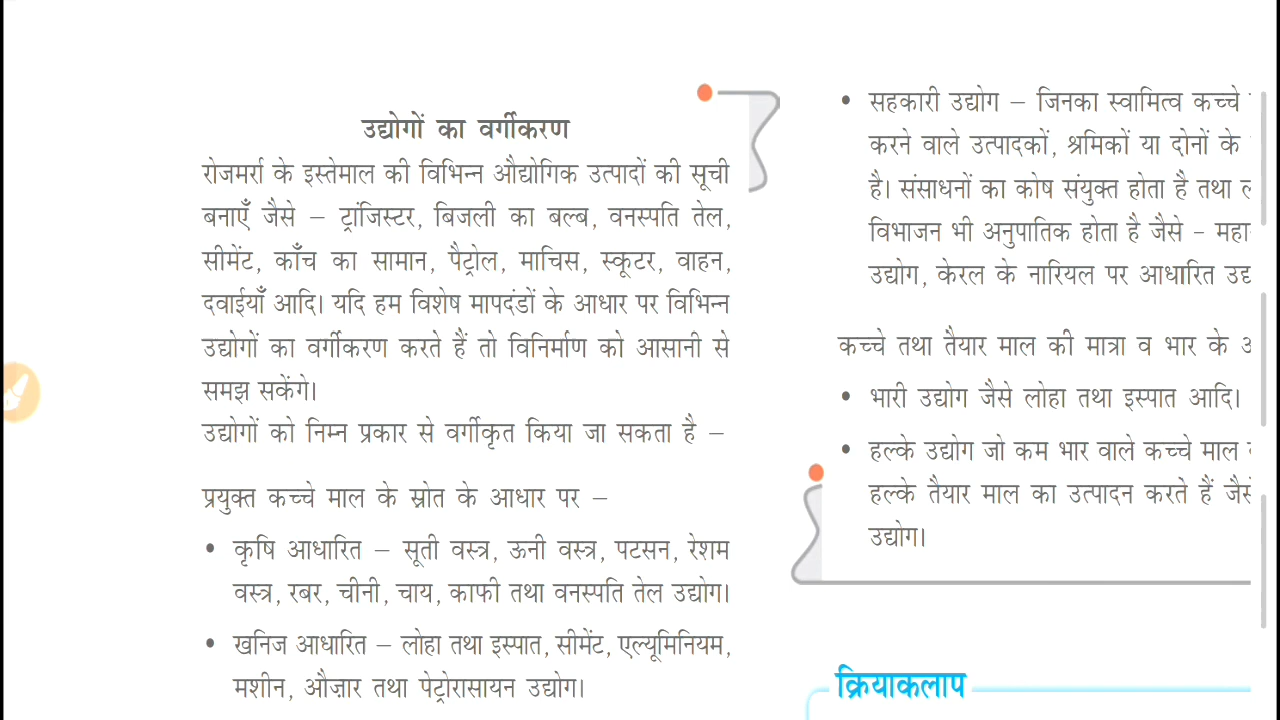 उद्योगों का वर्गीकरण
रोजमर्रा के इस्तेमाल की विभिन्न औद्योगिक उत्पादों की सूची
बनाएँ जैसे – ट्रांजिस्टर, बिजली का बल्ब, वनस्पति तेल,
सीमेंट, काँच का सामान, पैट्रोल, माचिस, स्कूटर, वाहन,
दवाईयाँ आदि। यदि हम विशेष मापदंडों के आधार पर विभिन्न
उद्योगों का वर्गीकरण करते हैं तो विनिर्माण को आसानी से
समझ सकेंगे।
उद्योगों को निम्न प्रकार से वर्गीकृत किया जा सकता है –
प्रयुक्त कच्चे माल के स्रोत के आधार पर –
• कृषि आधारित – सूती वस्त्र, ऊनी वस्त्र, पटसन, रेशम
वस्त्र, रबर, चीनी, चाय, काफी तथा वनस्पति तेल उद्योग।
• खनिज आधारित – लोहा तथा इस्पात, सीमेंट, एल्यूमिनियम,
मशीन, औज़ार तथा पेट्रोरासायन उद्योग।
• सहकारी उद्योग – जिनका स्वामित्व कच्चे
करने वाले उत्पादकों, श्रमिकों या दोनों के
है। संसाधनों का कोष संयुक्त होता है तथा
विभाजन भी अनुपातिक होता है जैसे –
उद्योग, केरल के नारियल पर आधारित
कच्चे तथा तैयार माल की मात्रा व भार के
• भारी उद्योग जैसे लोहा तथा इस्पात आदि।
• हल्के उद्योग जो कम भार वाले कच्चे माल
हल्के तैयार माल का उत्पादन करते हैं
उद्योग।
क्रियाकलाप